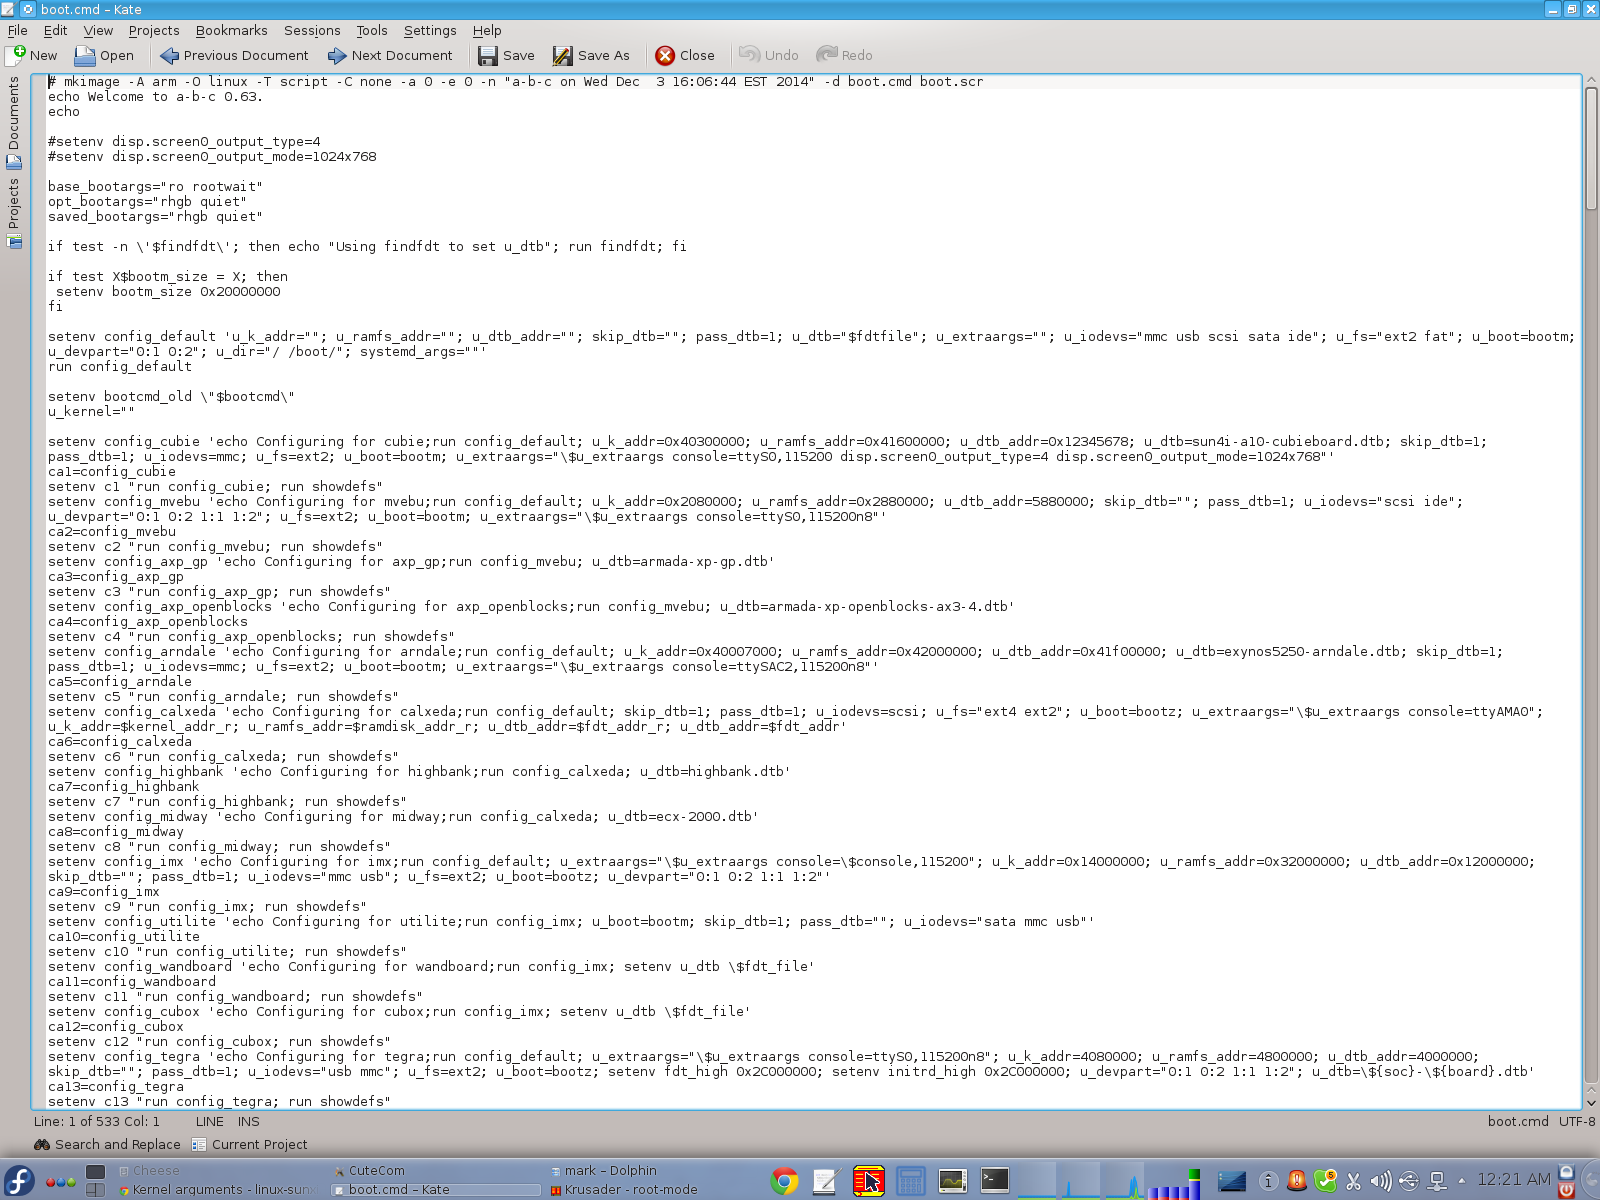 boot.cmd – Kate
File Edit View Projects Bookmarks Sessions Tools Settings Help
New Open Previous Document Next Document Save Save As Close Undo Redo
Documents
Projects
# mkimage -A arm -O linux -T script -C none -a 0 -e 0 -n "a-b-c on Wed Dec  3 16:06:44 EST 2014" -d boot.cmd boot.scr
echo Welcome to a-b-c 0.63.
echo
#setenv disp.screen0_output_type=4
#setenv disp.screen0_output_mode=1024x768
base_bootargs="ro rootwait"
opt_bootargs="rhgb quiet"
saved_bootargs="rhgb quiet"
if test -n \'$findfdt\'; then echo "Using findfdt to set u_dtb"; run findfdt; fi
if test X$bootm_size = X; then
 setenv bootm_size 0x20000000
fi
setenv config_default 'u_k_addr=""; u_ramfs_addr=""; u_dtb_addr=""; skip_dtb=""; pass_dtb=1; u_dtb="$fdtfile"; u_extraargs=""; u_iodevs="mmc usb scsi sata ide"; u_fs="ext2 fat"; u_boot=bootm;
u_devpart="0:1 0:2"; u_dir="/ /boot/"; systemd_args=""'
run config_default
setenv bootcmd_old \"$bootcmd\"
u_kernel=""
setenv config_cubie 'echo Configuring for cubie;run config_default; u_k_addr=0x40300000; u_ramfs_addr=0x41600000; u_dtb_addr=0x12345678; u_dtb=sun4i-a10-cubieboard.dtb; skip_dtb=1;
pass_dtb=1; u_iodevs=mmc; u_fs=ext2; u_boot=bootm; u_extraargs="\$u_extraargs console=ttyS0,115200 disp.screen0_output_type=4 disp.screen0_output_mode=1024x768"'
ca1=config_cubie
setenv c1 "run config_cubie; run showdefs"
setenv config_mvebu 'echo Configuring for mvebu;run config_default; u_k_addr=0x2080000; u_ramfs_addr=0x2880000; u_dtb_addr=5880000; skip_dtb=""; pass_dtb=1; u_iodevs="scsi ide";
u_devpart="0:1 0:2 1:1 1:2"; u_fs=ext2; u_boot=bootm; u_extraargs="\$u_extraargs console=ttyS0,115200n8"'
ca2=config_mvebu
setenv c2 "run config_mvebu; run showdefs"
setenv config_axp_gp 'echo Configuring for axp_gp;run config_mvebu; u_dtb=armada-xp-gp.dtb'
ca3=config_axp_gp
setenv c3 "run config_axp_gp; run showdefs"
setenv config_axp_openblocks 'echo Configuring for axp_openblocks;run config_mvebu; u_dtb=armada-xp-openblocks-ax3-4.dtb'
ca4=config_axp_openblocks
setenv c4 "run config_axp_openblocks; run showdefs"
setenv config_arndale 'echo Configuring for arndale;run config_default; u_k_addr=0x40007000; u_ramfs_addr=0x42000000; u_dtb_addr=0x41f00000; u_dtb=exynos5250-arndale.dtb; skip_dtb=1;
pass_dtb=1; u_iodevs=mmc; u_fs=ext2; u_boot=bootm; u_extraargs="\$u_extraargs console=ttySAC2,115200n8"'
ca5=config_arndale
setenv c5 "run config_arndale; run showdefs"
setenv config_calxeda 'echo Configuring for calxeda;run config_default; skip_dtb=1; pass_dtb=1; u_iodevs=scsi; u_fs="ext4 ext2"; u_boot=bootz; u_extraargs="\$u_extraargs console=ttyAMA0";
u_k_addr=$kernel_addr_r; u_ramfs_addr=$ramdisk_addr_r; u_dtb_addr=$fdt_addr_r; u_dtb_addr=$fdt_addr'
ca6=config_calxeda
setenv c6 "run config_calxeda; run showdefs"
setenv config_highbank 'echo Configuring for highbank;run config_calxeda; u_dtb=highbank.dtb'
ca7=config_highbank
setenv c7 "run config_highbank; run showdefs"
setenv config_midway 'echo Configuring for midway;run config_calxeda; u_dtb=ecx-2000.dtb'
ca8=config_midway
setenv c8 "run config_midway; run showdefs"
setenv config_imx 'echo Configuring for imx;run config_default; u_extraargs="\$u_extraargs console=\$console,115200"; u_k_addr=0x14000000; u_ramfs_addr=0x32000000; u_dtb_addr=0x12000000;
skip_dtb=""; pass_dtb=1; u_iodevs="mmc usb"; u_fs=ext2; u_boot=bootz; u_devpart="0:1 0:2 1:1 1:2"'
ca9=config_imx
setenv c9 "run config_imx; run showdefs"
setenv config_utilite 'echo Configuring for utilite;run config_imx; u_boot=bootm; skip_dtb=1; pass_dtb=""; u_iodevs="sata mmc usb"'
ca10=config_utilite
setenv c10 "run config_utilite; run showdefs"
setenv config_wandboard 'echo Configuring for wandboard;run config_imx; setenv u_dtb \$fdt_file'
ca11=config_wandboard
setenv c11 "run config_wandboard; run showdefs"
setenv config_cubox 'echo Configuring for cubox;run config_imx; setenv u_dtb \$fdt_file'
ca12=config_cubox
setenv c12 "run config_cubox; run showdefs"
setenv config_tegra 'echo Configuring for tegra;run config_default; u_extraargs="\$u_extraargs console=ttyS0,115200n8"; u_k_addr=4080000; u_ramfs_addr=4800000; u_dtb_addr=4000000;
skip_dtb=""; pass_dtb=1; u_iodevs="usb mmc"; u_fs=ext2; u_boot=bootz; setenv fdt_high 0x2C000000; setenv initrd_high 0x2C000000; u_devpart="0:1 0:2 1:1 1:2"; u_dtb=\${soc}-\${board}.dtb'
ca13=config_tegra
setenv c13 "run config_tegra; run showdefs"
Line: 1 of 533 Col: 1 LINE INS boot.cmd UTF-8
Search and Replace Current Project
Cheese CuteCom mark – Dolphin
Kernel arguments - linux-sun boot.cmd – Kate Krusader - root-mode
5
12:21 AM